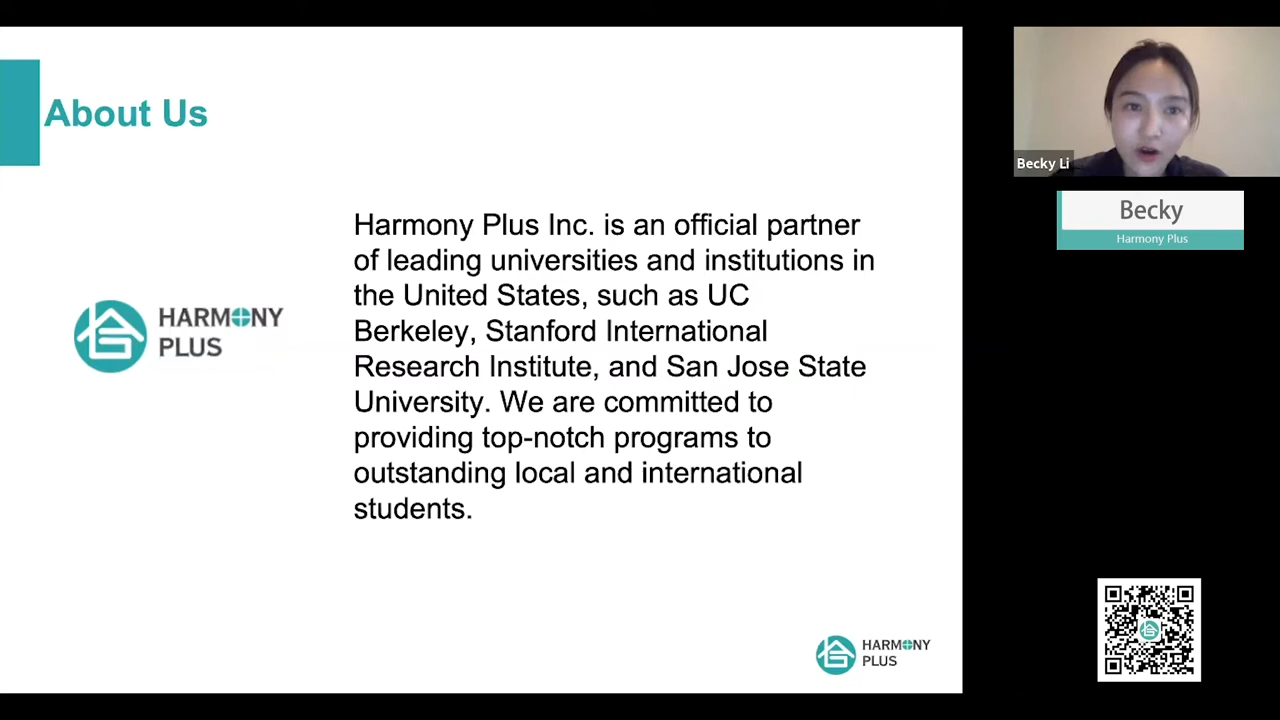 About Us
HARMONY
PLUS
Harmony Plus Inc. is an official partner
of leading universities and institutions in
the United States, such as UC
Berkeley, Stanford International
Research Institute, and San Jose State
University. We are committed to
providing top-notch programs to
outstanding local and international
students.
HARMONY
PLUS
Becky Li
Becky
Harmony Plus